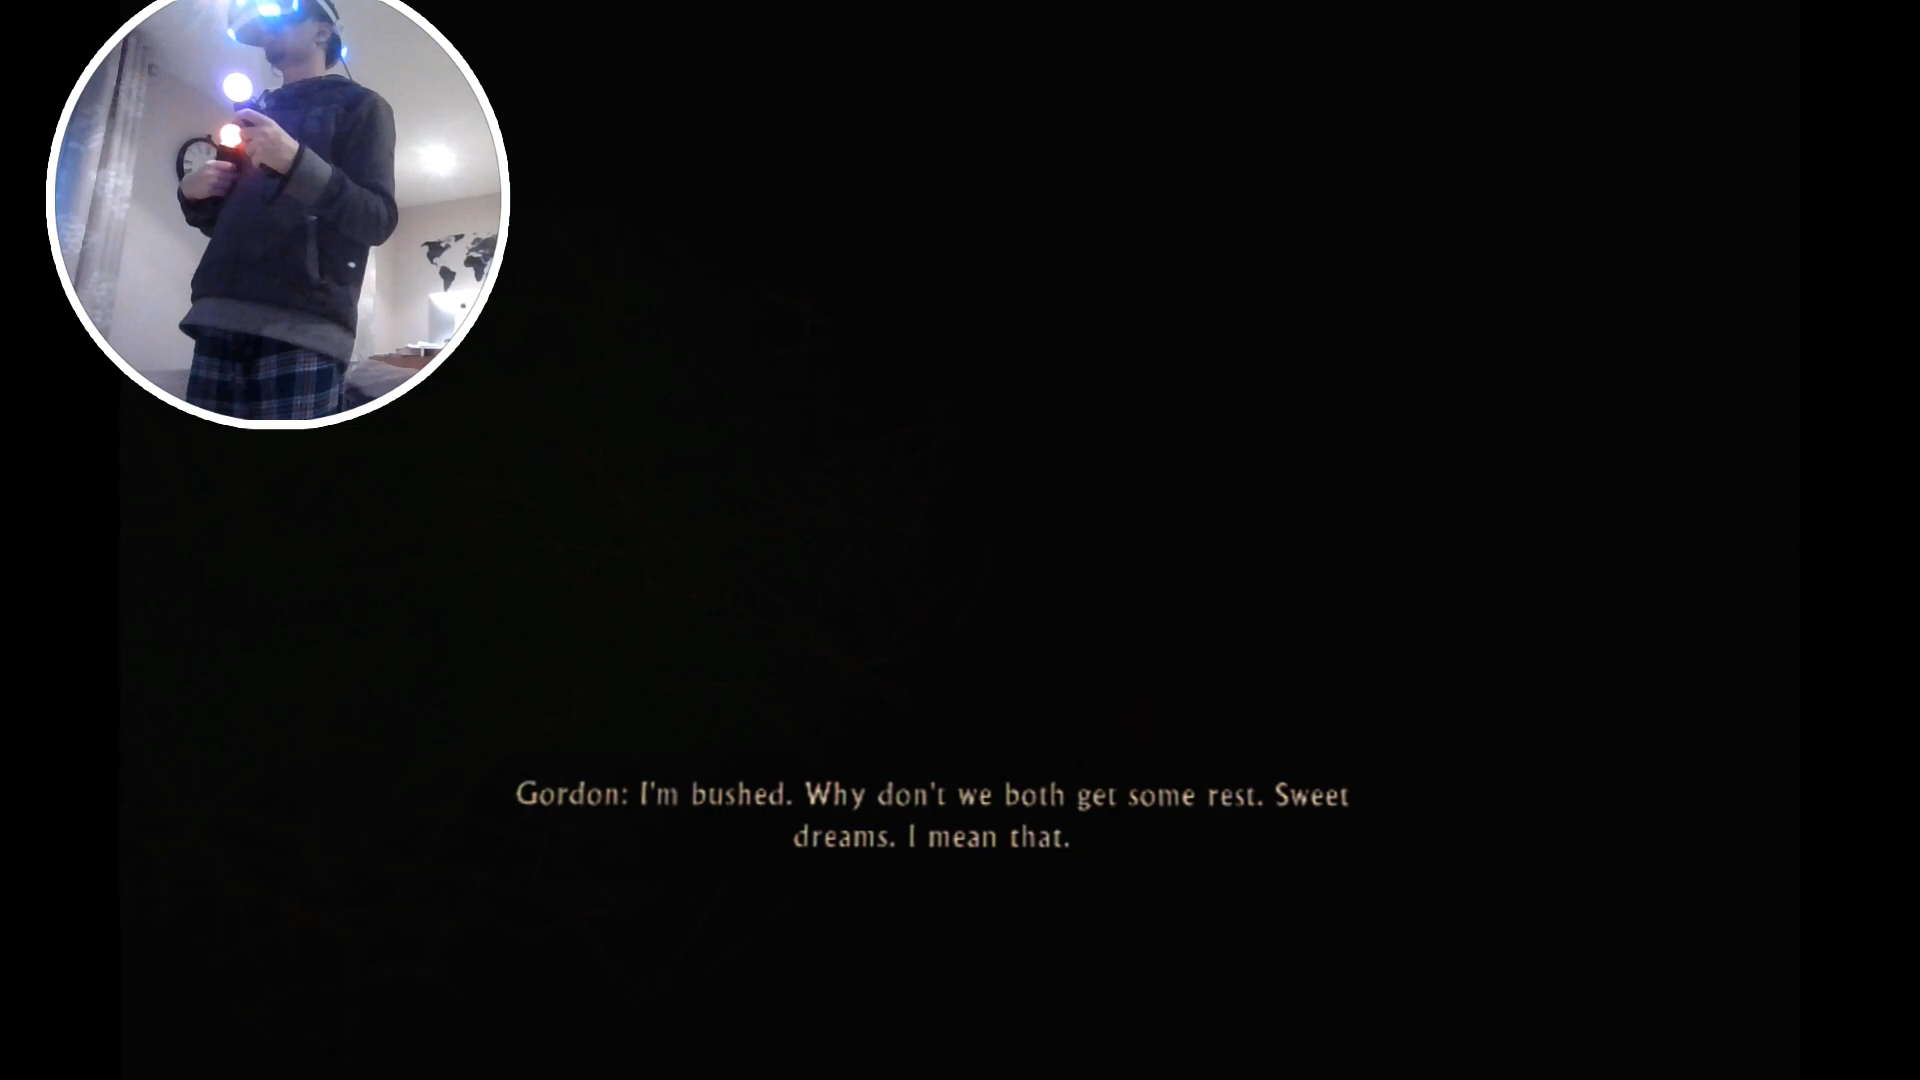 Gordon: I'm bushed. Why don't we both get some rest. Sweet
dreams. I mean that.